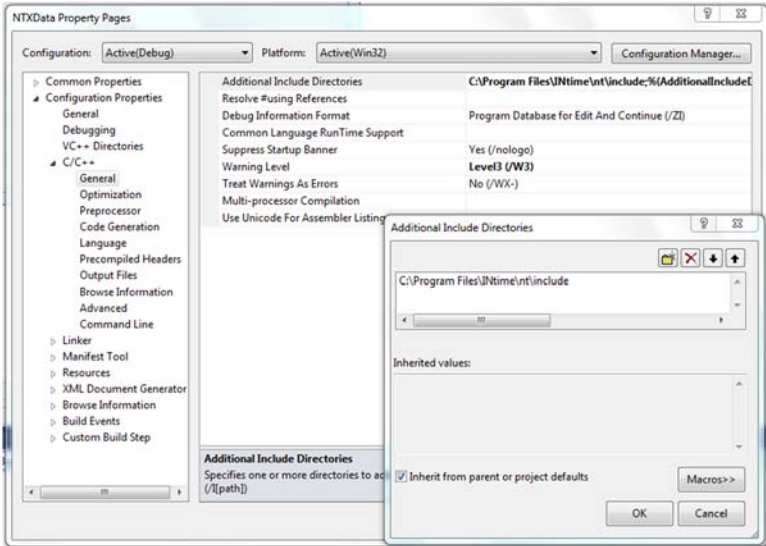 NTXData Property Pages
Configuration: Active(Debug) Platform: Active(Win32) Configuration Manager...
Common Properties
Configuration Properties
General
Debugging
VC++ Directories
C/C++
General
Optimization
Preprocessor
Code Generation
Language
Precompiled Headers
Output Files
Browse Information
Advanced
Command Line
Linker
Manifest Tool
Resources
XML Document Generator
Browse Information
Build Events
Custom Build Step
Additional Include Directories C:\Program Files\INtime\nt\include;%(AdditionalIncludeD
Resolve #using References
Debug Information Format Program Database for Edit And Continue (/ZI)
Common Language RunTime Support
Suppress Startup Banner Yes (/nologo)
Warning Level Level3 (/W3)
Treat Warnings As Errors No (/WX-)
Multi-processor Compilation
Use Unicode For Assembler Listing
Additional Include Directories
Specifies one or more directories to ad
(/I[path])
Additional Include Directories
C:\Program Files\INtime\nt\include
Inherited values:
Inherit from parent or project defaults
Macros>>
OK Cancel